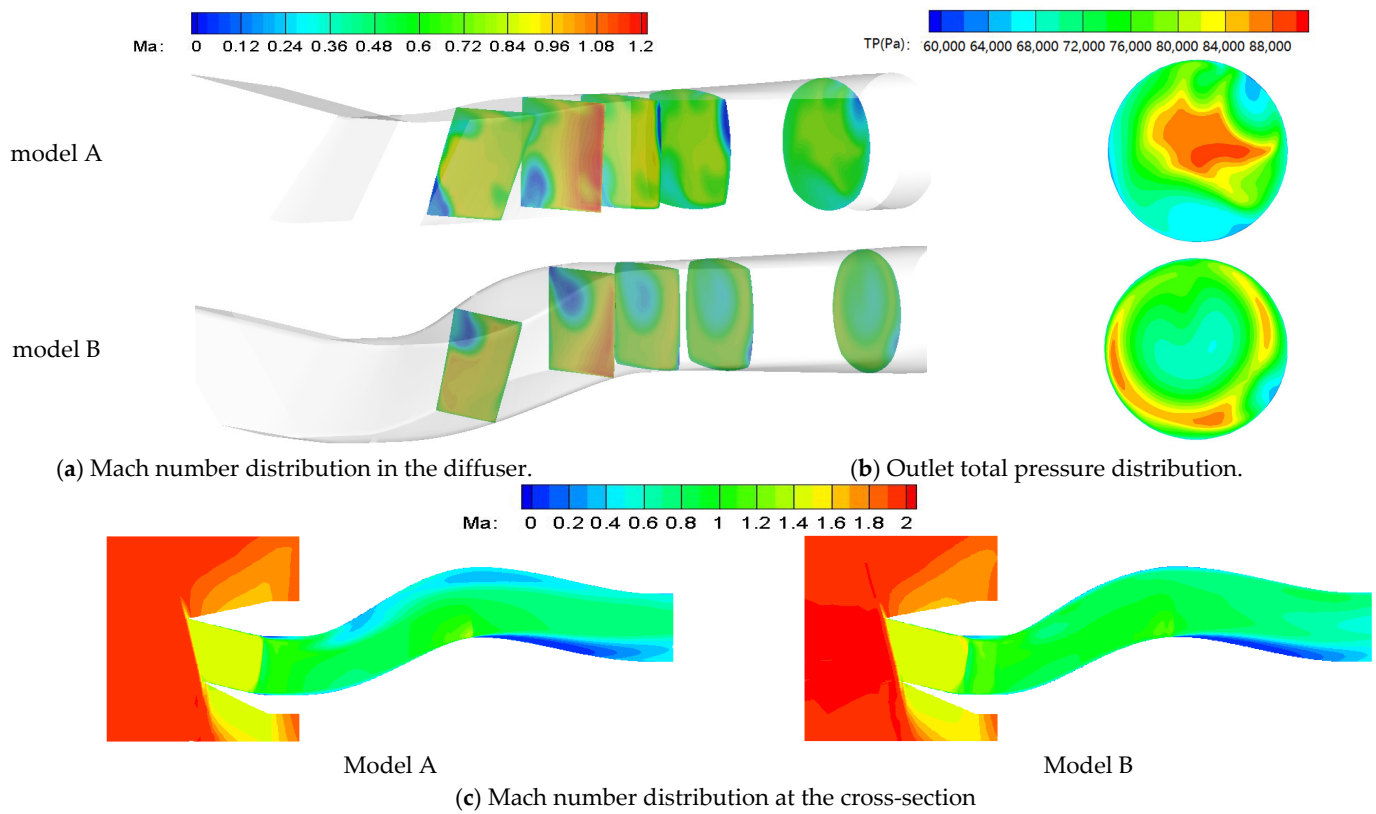 Ma: 0 0.12 0.24 0.36 0.48 0.6 0.72 0.84 0.96 1.08 1.2
TP(Pa): 60,000 64,000 68,000 72,000 76,000 80,000 84,000 88,000
model A
model B
(a) Mach number distribution in the diffuser.
(b) Outlet total pressure distribution.
Ma: 0 0.2 0.4 0.6 0.8 1 1.2 1.4 1.6 1.8 2
Model A
Model B
(c) Mach number distribution at the cross-section